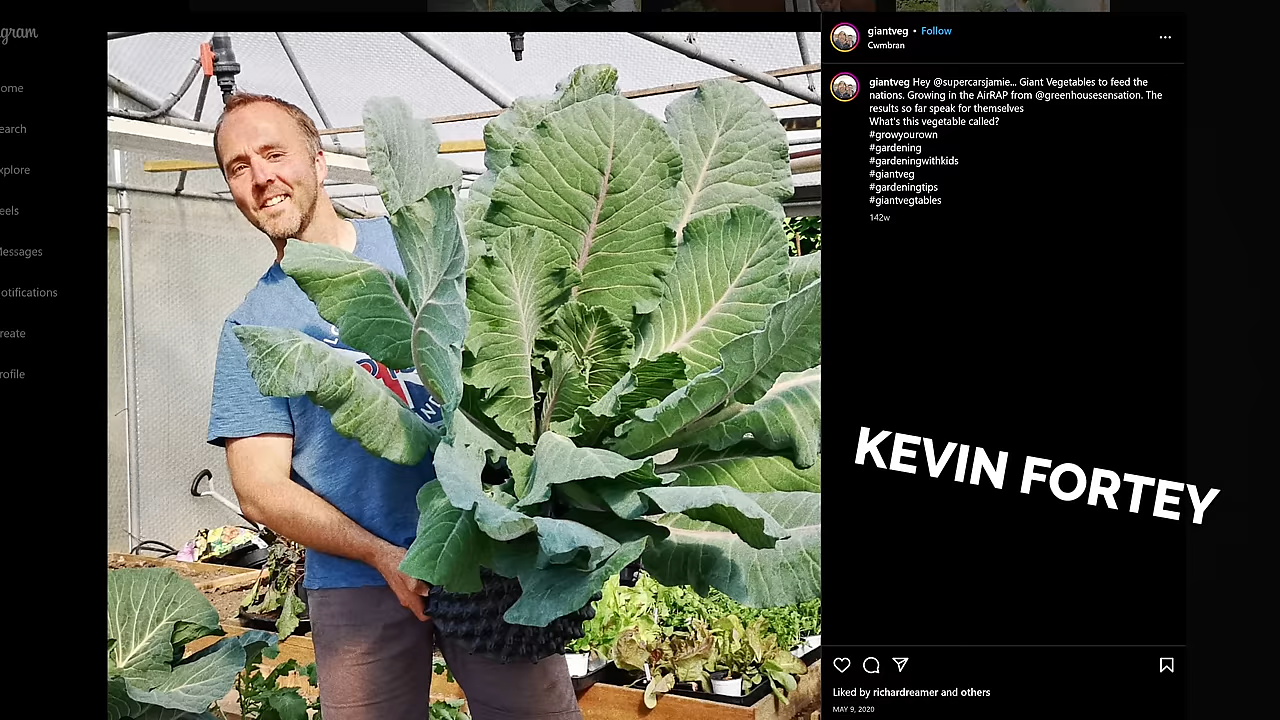 gram
giantveg • Follow
Cwmbran
ome
earch
xplore
eels
Messages
otifications
reate
rofile
giantveg Hey @supercarsjamie... Giant Vegetables to feed the
nations. Growing in the AirRAP from @greenhousesensation. The
results so far speak for themselves
What's this vegetable called?
#growyourown
#gardening
#gardeningwithkids
#giantveg
#gardeningtips
#giantvegtables
142w
KEVIN FORTEY
Liked by richardreamer and others
MAY 9, 2020